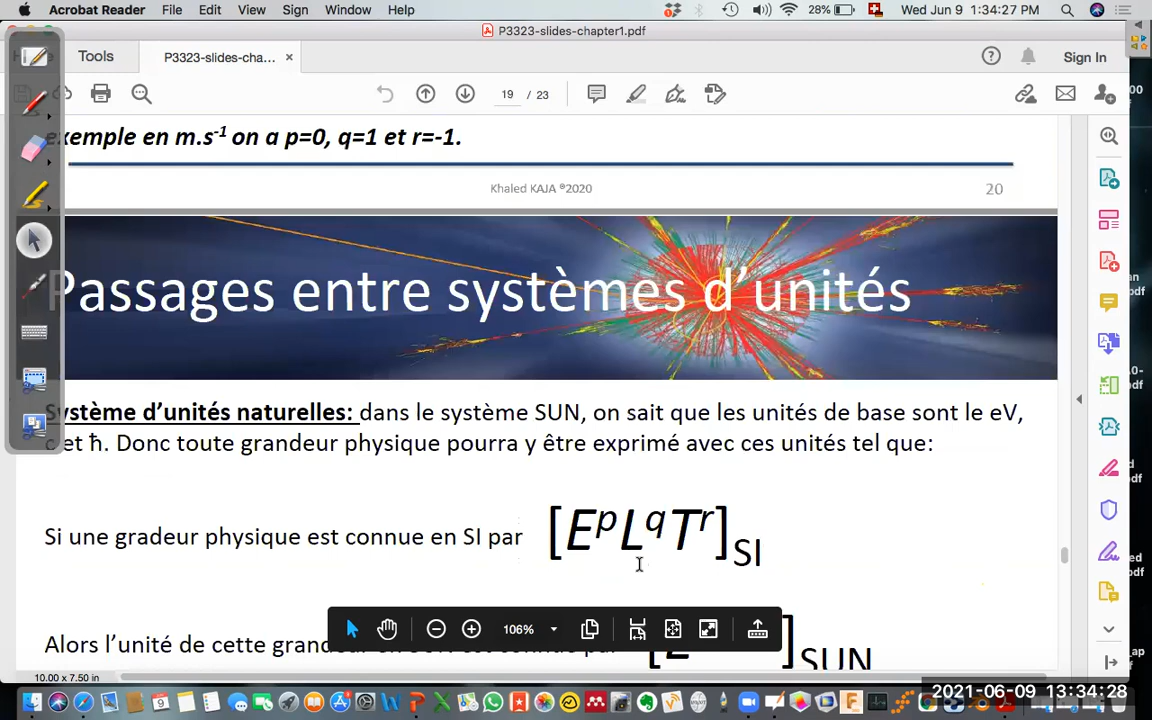 Acrobat Reader File Edit View Sign Window Help 28% Wed Jun 9 1:34:27 PM
P3323-slides-chapter1.pdf
Tools P3323-slides-cha... × Sign In
19 / 23
exemple en m.s-1 on a p=0, q=1 et r=-1.
Khaled KAJA ®2020 20
Passages entre systèmes d'unités
Système d'unités naturelles: dans le système SUN, on sait que les unités de base sont le eV,
c et ħ. Donc toute grandeur physique pourra y être exprimé avec ces unités tel que:
Si une gradeur physique est connue en SI par [EpLqTr]SI
106%
Alors l'unité de cette
SUN
10.00 x 7.50 in
2021-06-09 13:34:28